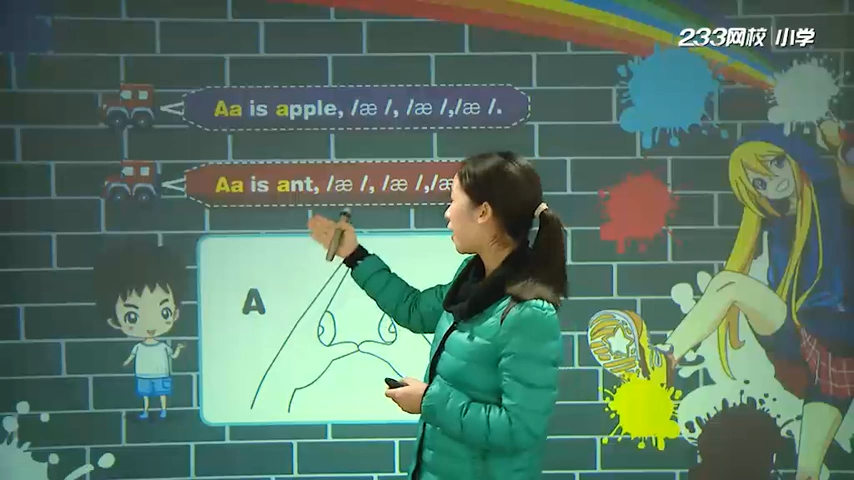 233网校 小学
Aa is apple, /æ /, /æ /,/æ /.
Aa is ant, /æ /, /æ /,/æ
A